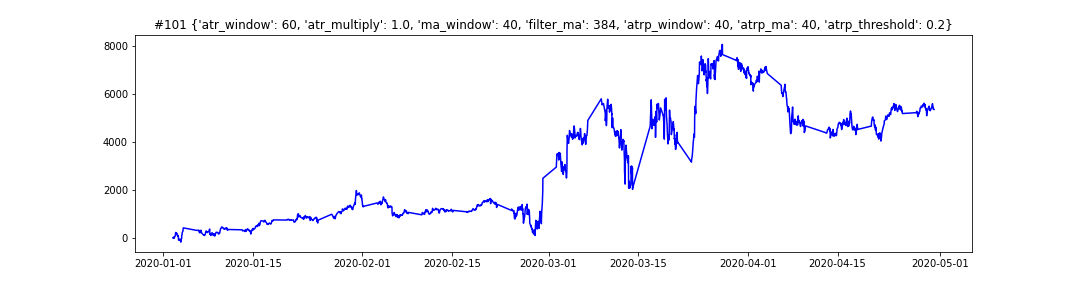 #101 {'atr_window': 60, 'atr_multiply': 1.0, 'ma_window': 40, 'filter_ma': 384, 'atrp_window': 40, 'atrp_ma': 40, 'atrp_threshold': 0.2}
8000
6000
4000
2000
0
2020-01-01 2020-01-15 2020-02-01 2020-02-15 2020-03-01 2020-03-15 2020-04-01 2020-04-15 2020-05-01